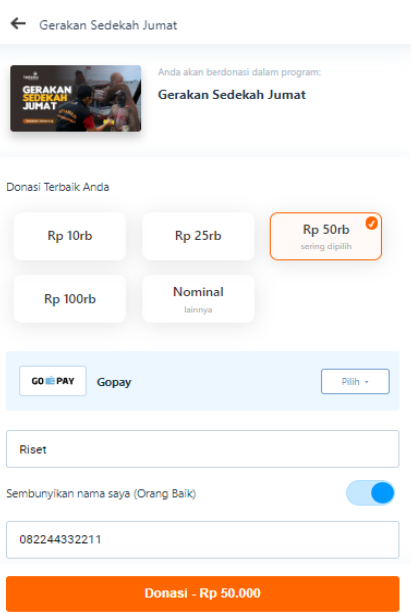 Gerakan Sedekah Jumat
Anda akan berdonasi dalam program:
GERAKAN
SEDEKAH
JUMAT
Gerakan Sedekah Jumat
Donasi Terbaik Anda
Rp 10rb
Rp 25rb
Rp 50rb
sering dipilih
Rp 100rb
Nominal
lainnya
GO PAY
Gopay
Pilih
Riset
Sembunyikan nama saya (Orang Baik)
082244332211
Donasi - Rp 50.000